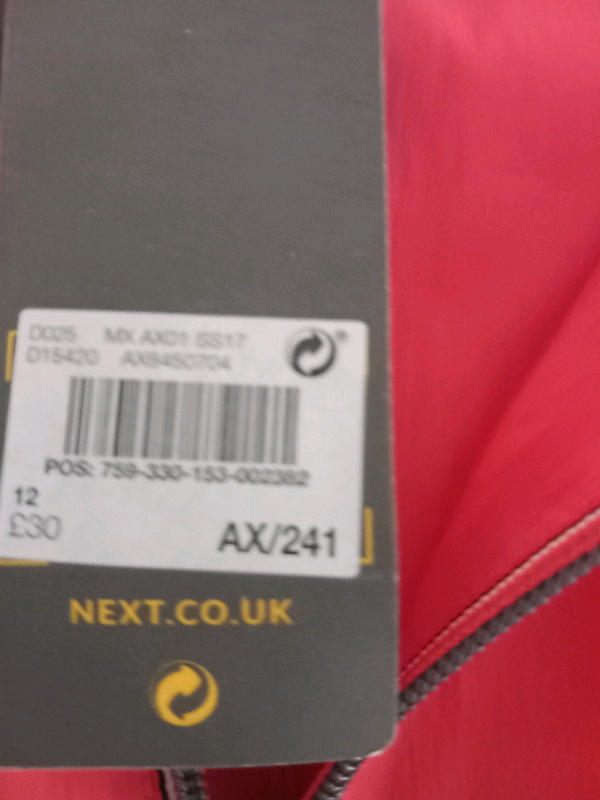 D025 MX AX01 SS17
D15420 AX8450704
POS: 759-330-153-002382
12
£30
AX/241
NEXT.CO.UK